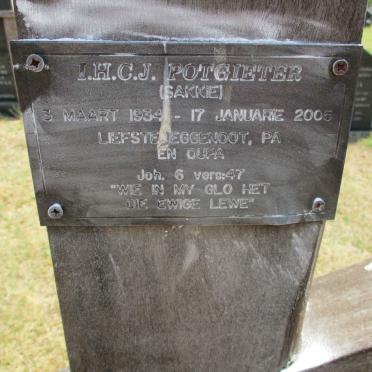 I.H.C.J. POTGIETER
(SAKKIE)
3 MAART 1934 - 17 JANUARIE 2005
LIEFSTE EGGENOOT, PA
EN OUPA
Joh. 6 vers:47
"WIE IN MY GLO HET
DIE EWIGE LEWE"